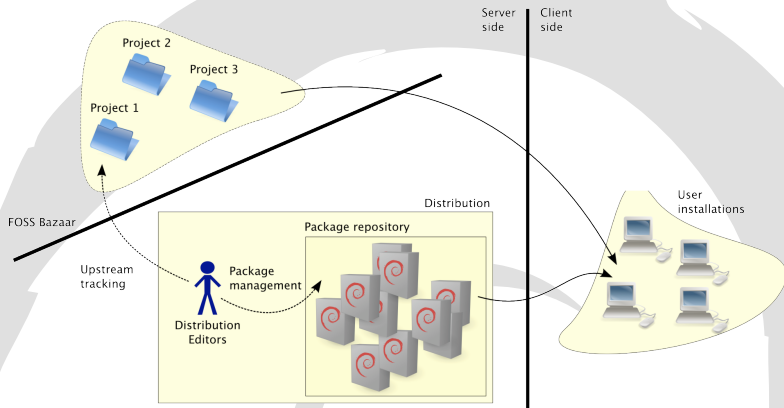 Server
side
Client
side
Project 2
Project 3
Project 1
FOSS Bazaar
Distribution
User
installations
Package repository
Upstream
tracking
Package
management
Distribution
Editors